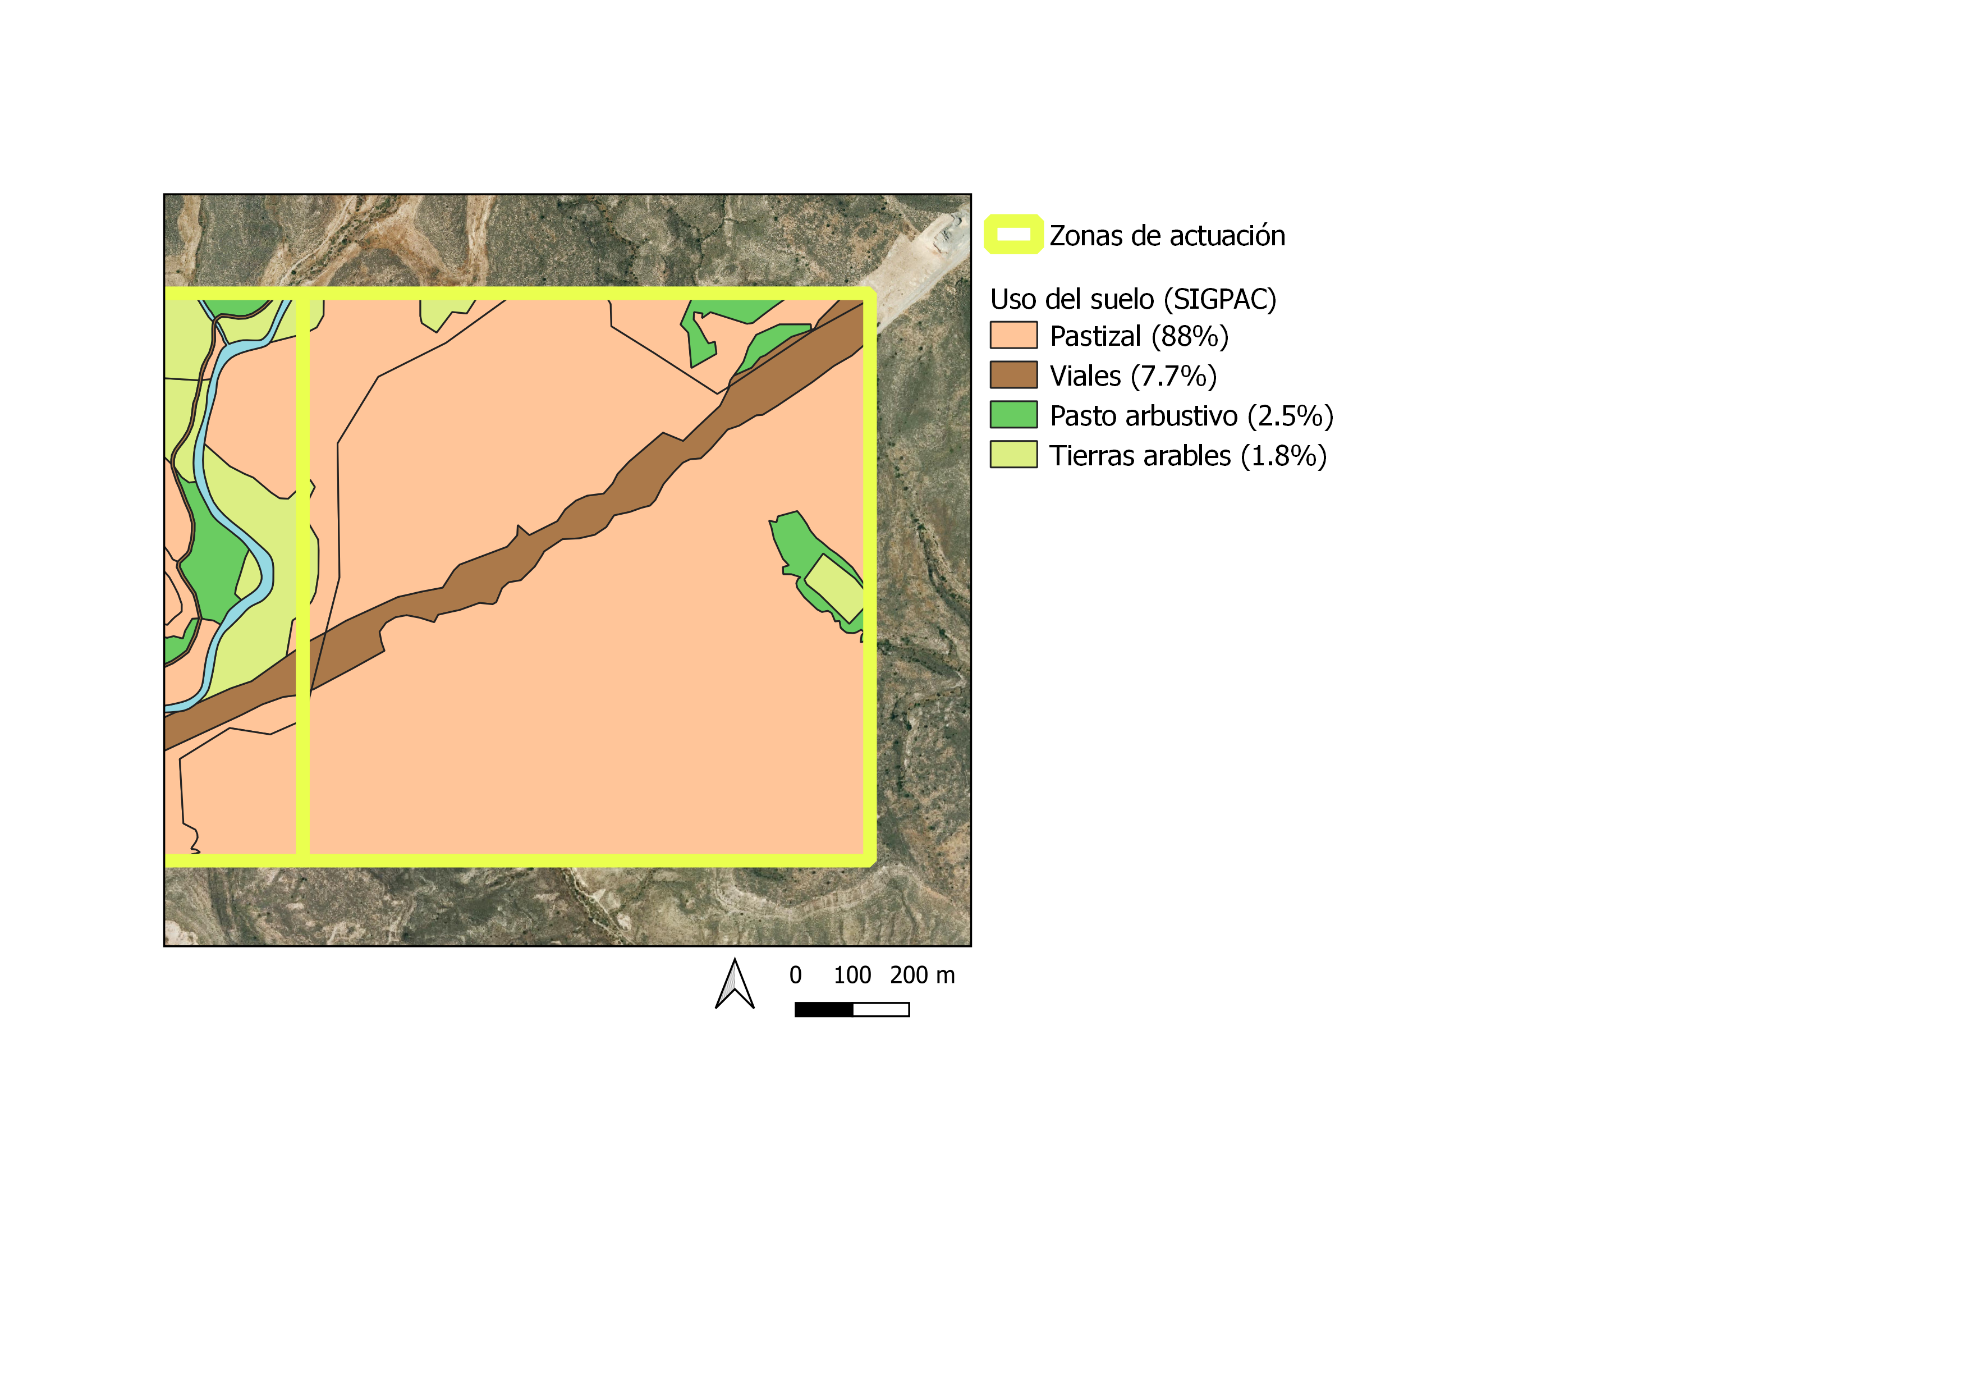 Zonas de actuación
Uso del suelo (SIGPAC)
Pastizal (88%)
Viales (7.7%)
Pasto arbustivo (2.5%)
Tierras arables (1.8%)
0 100 200 m